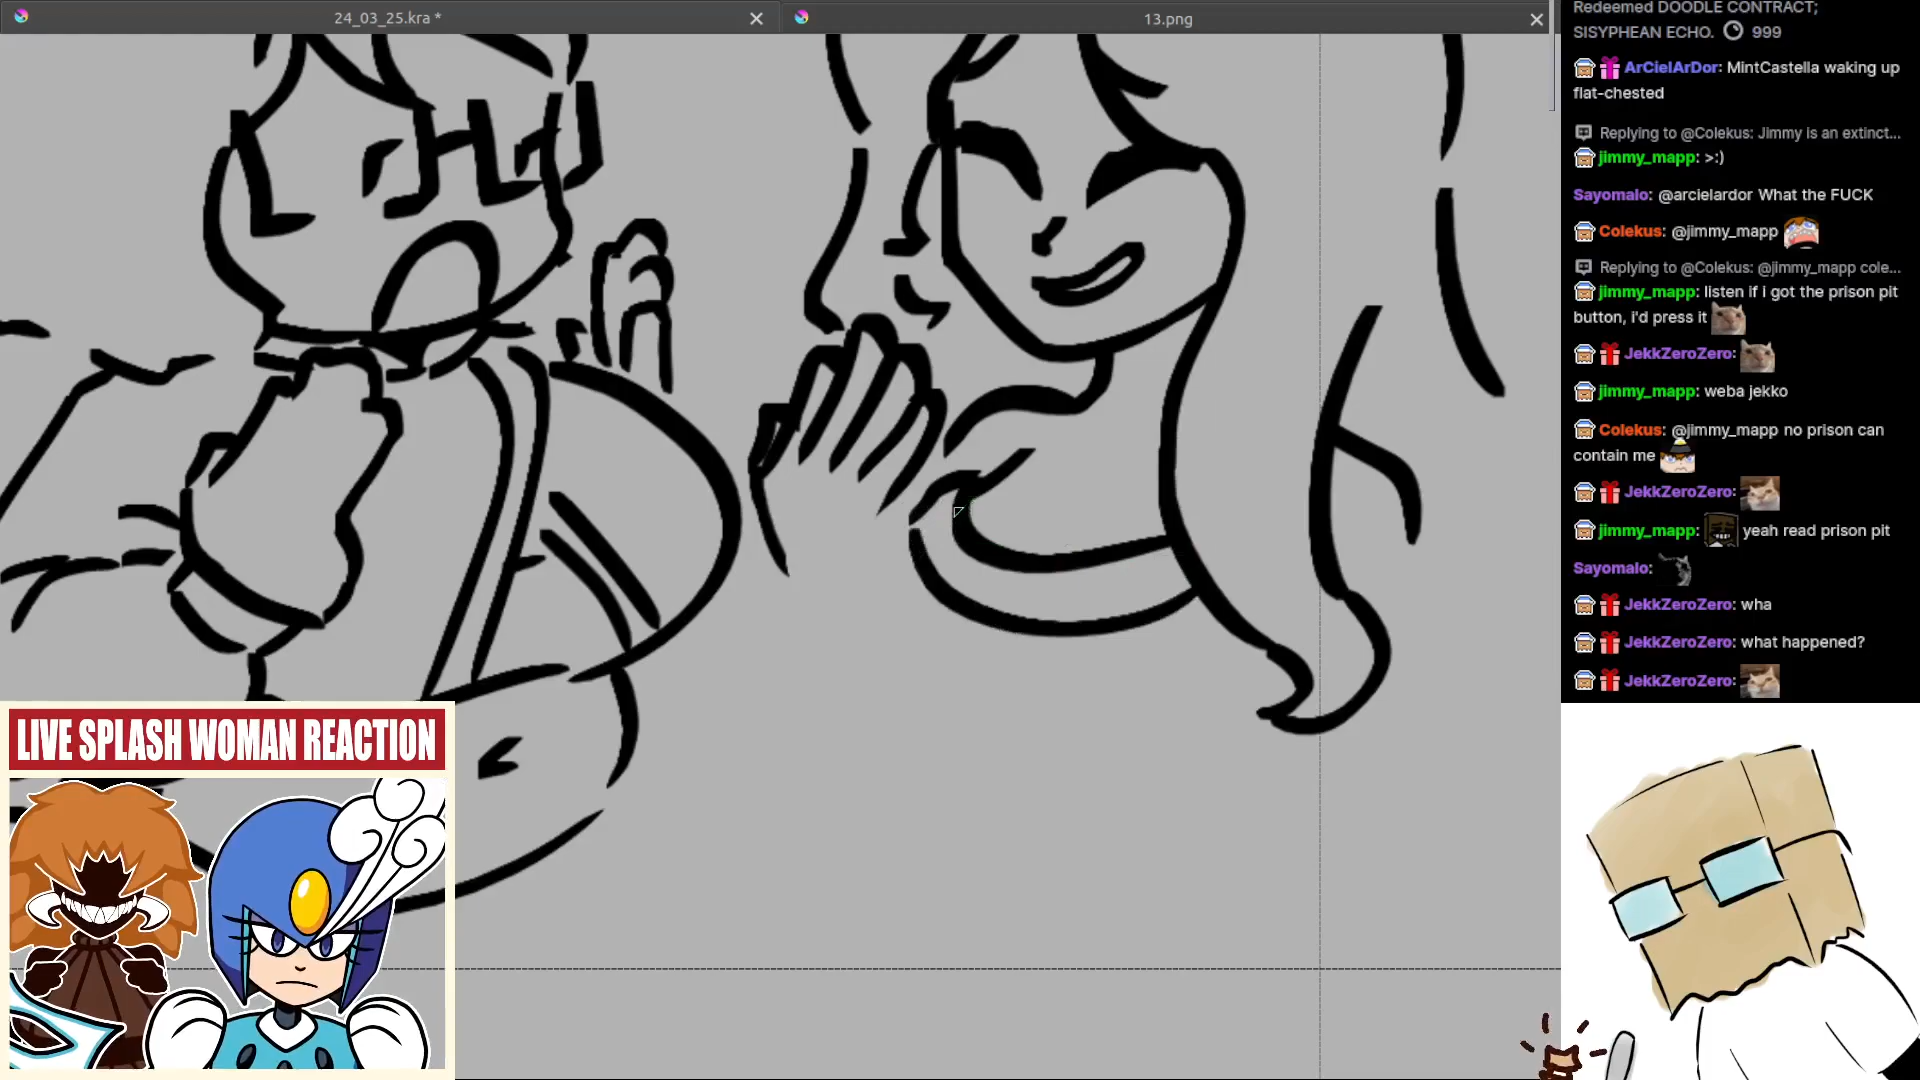 24_03_25.kra *
13.png
Redeemed DOODLE CONTRACT;
SISYPHEAN ECHO. 999
ArCielArDor: MintCastella waking up
flat-chested
Replying to @Colekus: Jimmy is an extinct...
jimmy_mapp: >:)
Sayomalo: @arcielardor What the FUCK
Colekus: @jimmy_mapp
Replying to @Colekus: @jimmy_mapp cole...
jimmy_mapp: listen if i got the prison pit
button, i'd press it
JekkZeroZero:
jimmy_mapp: weba jekko
Colekus: @jimmy_mapp no prison can
contain me
JekkZeroZero:
jimmy_mapp: yeah read prison pit
Sayomalo:
JekkZeroZero: wha
JekkZeroZero: what happened?
JekkZeroZero:
LIVE SPLASH WOMAN REACTION